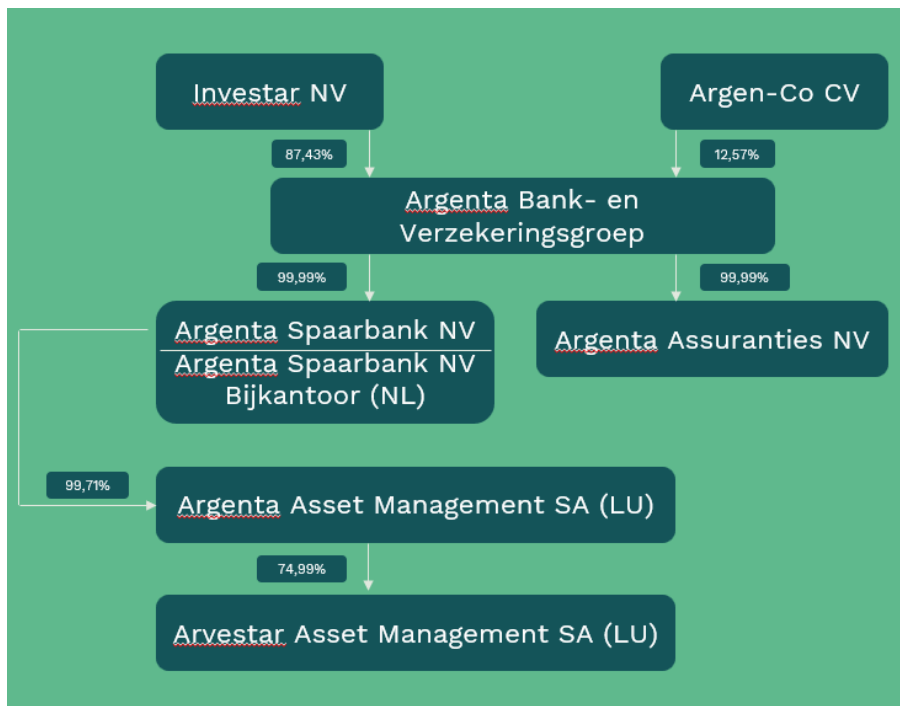 Investar NV
Argen-Co CV
87,43%
12,57%
Argenta Bank- en
Verzekeringsgroep
99,99%
99,99%
Argenta Spaarbank NV
Argenta Spaarbank NV
Bijkantoor (NL)
Argenta Assuranties NV
99,71%
Argenta Asset Management SA (LU)
74,99%
Arvestar Asset Management SA (LU)